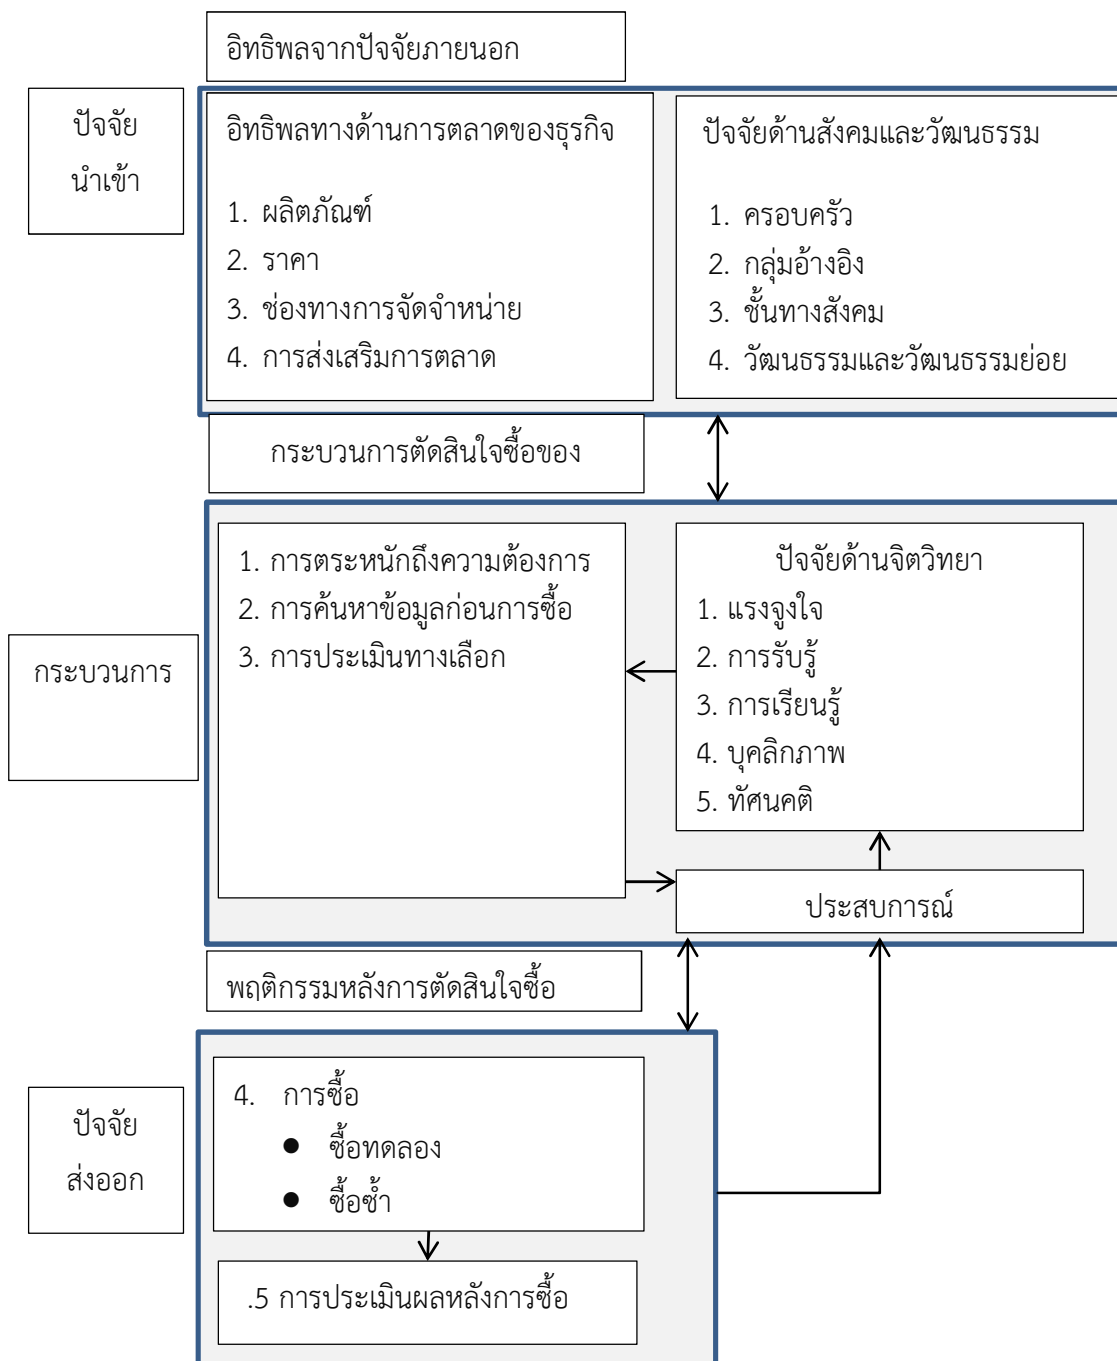 อิทธิพลจากปัจจัยภายนอก
ปัจจัย
นำเข้า
อิทธิพลทางด้านการตลาดของธุรกิจ
1. ผลิตภัณฑ์
2. ราคา
3. ช่องทางการจัดจำหน่าย
4. การส่งเสริมการตลาด
ปัจจัยด้านสังคมและวัฒนธรรม
1. ครอบครัว
2. กลุ่มอ้างอิง
3. ชั้นทางสังคม
4. วัฒนธรรมและวัฒนธรรมย่อย
กระบวนการตัดสินใจซื้อของ
กระบวนการ
1. การตระหนักถึงความต้องการ
2. การค้นหาข้อมูลก่อนการซื้อ
3. การประเมินทางเลือก
ปัจจัยด้านจิตวิทยา
1. แรงจูงใจ
2. การรับรู้
3. การเรียนรู้
4. บุคลิกภาพ
5. ทัศนคติ
ประสบการณ์
พฤติกรรมหลังการตัดสินใจซื้อ
ปัจจัย
ส่งออก
4. การซื้อ
● ซื้อทดลอง
● ซื้อซ้ำ
.5 การประเมินผลหลังการซื้อ